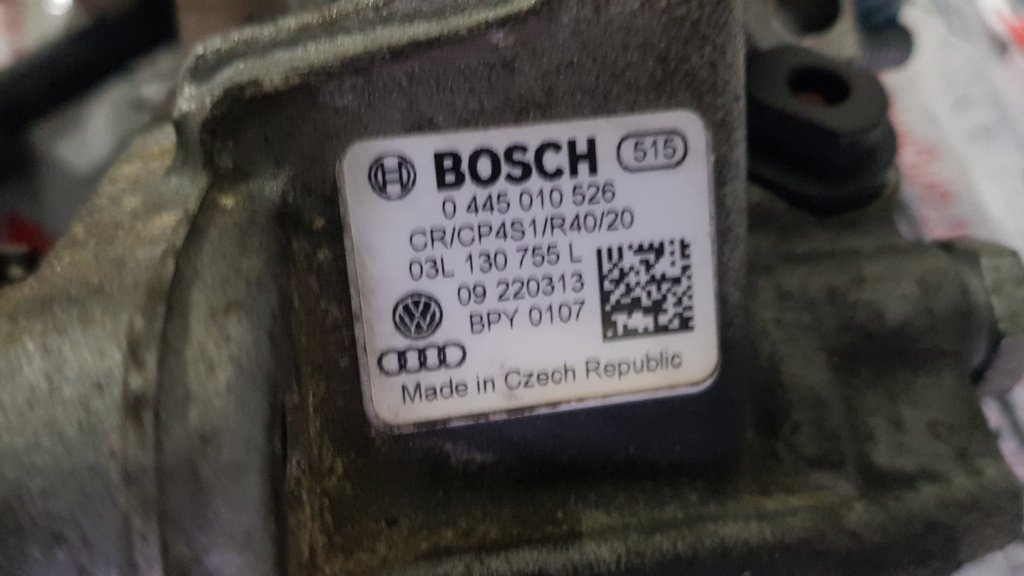 BOSCH 515
0 445 010 526
CR/CP4S1/R40/20
03L 130 755 L
09 220313
BPY 0107
Made in Czech Republic